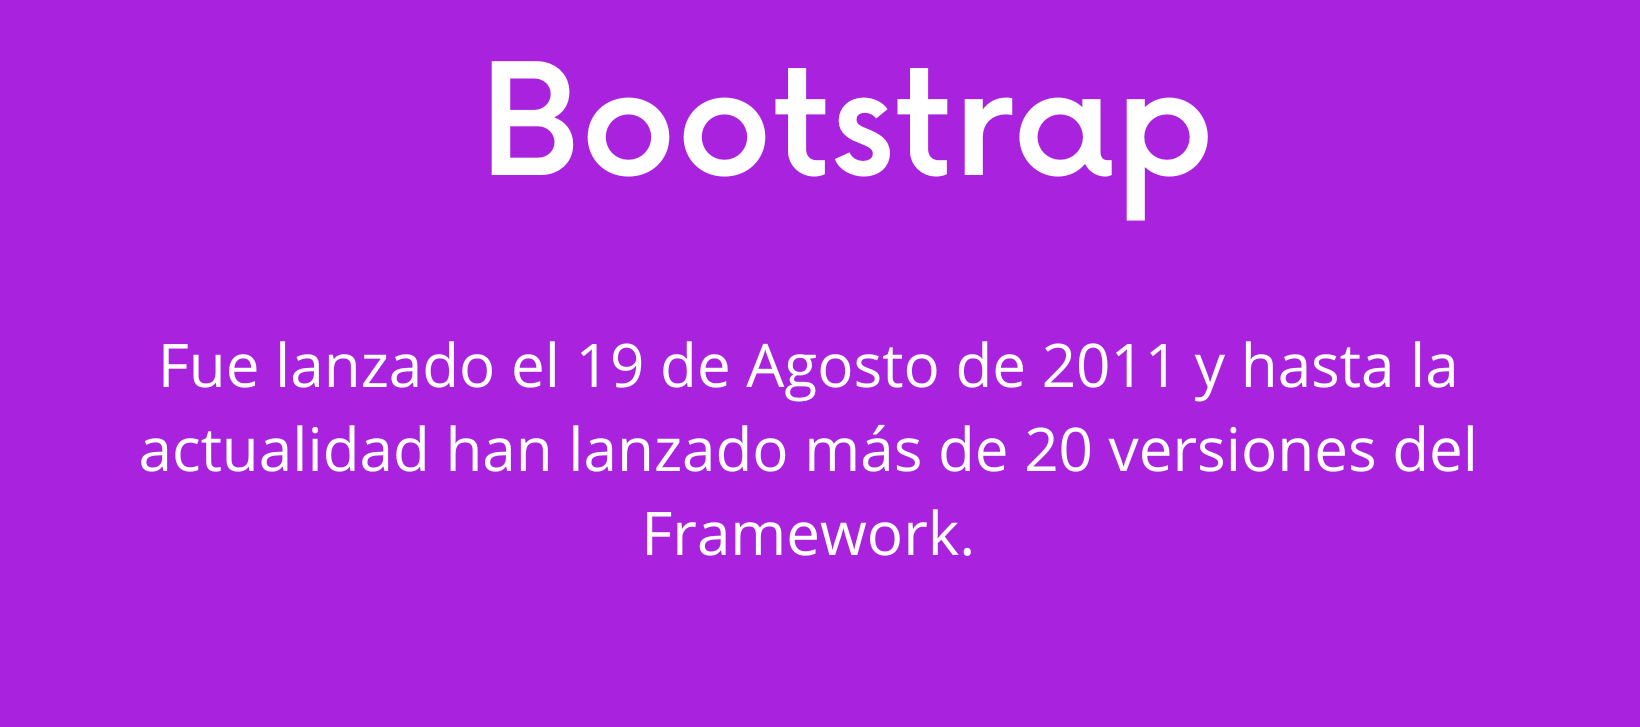 Bootstrap
Fue lanzado el 19 de Agosto de 2011 y hasta la
actualidad han lanzado más de 20 versiones del
Framework.